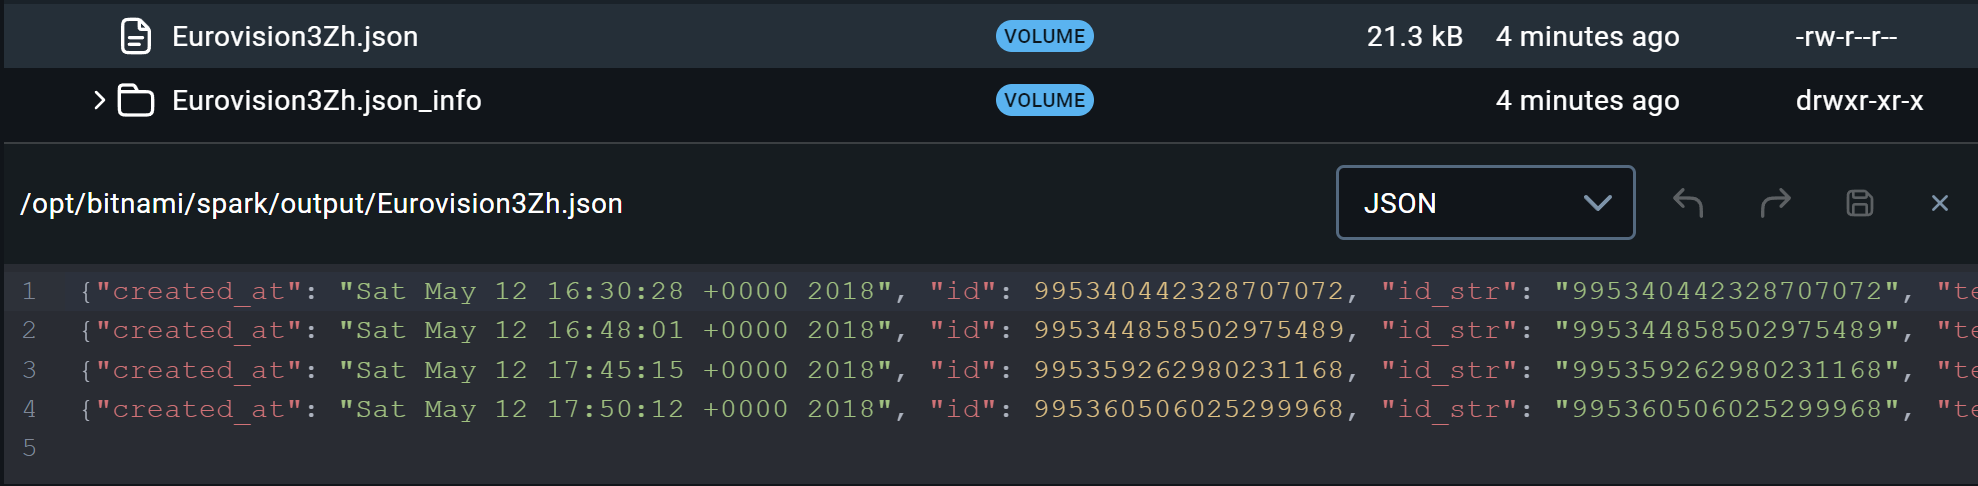 Eurovision3Zh.json VOLUME 21.3 kB 4 minutes ago -rw-r--r--
Eurovision3Zh.json_info VOLUME 4 minutes ago drwxr-xr-x
/opt/bitnami/spark/output/Eurovision3Zh.json JSON
1 {"created_at": "Sat May 12 16:30:28 +0000 2018", "id": 995340442328707072, "id_str": "995340442328707072", "te
2 {"created_at": "Sat May 12 16:48:01 +0000 2018", "id": 995344858502975489, "id_str": "995344858502975489", "te
3 {"created_at": "Sat May 12 17:45:15 +0000 2018", "id": 995359262980231168, "id_str": "995359262980231168", "te
4 {"created_at": "Sat May 12 17:50:12 +0000 2018", "id": 995360506025299968, "id_str": "995360506025299968", "te
5